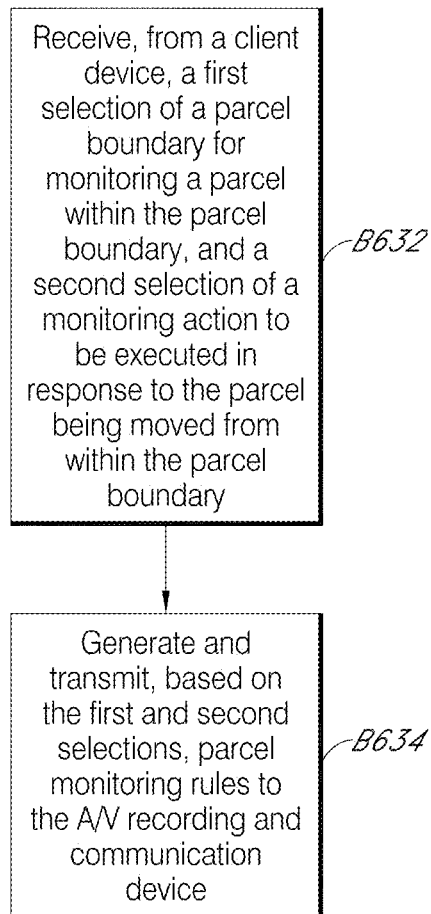 Receive, from a client
device, a first
selection of a parcel
boundary for
monitoring a parcel
within the parcel
boundary, and a
second selection of a
monitoring action to
be executed in
response to the parcel
being moved from
within the parcel
boundary
B632
Generate and
transmit, based on
the first and second
selections, parcel
monitoring rules to
the A/V recording and
communication
device
B634